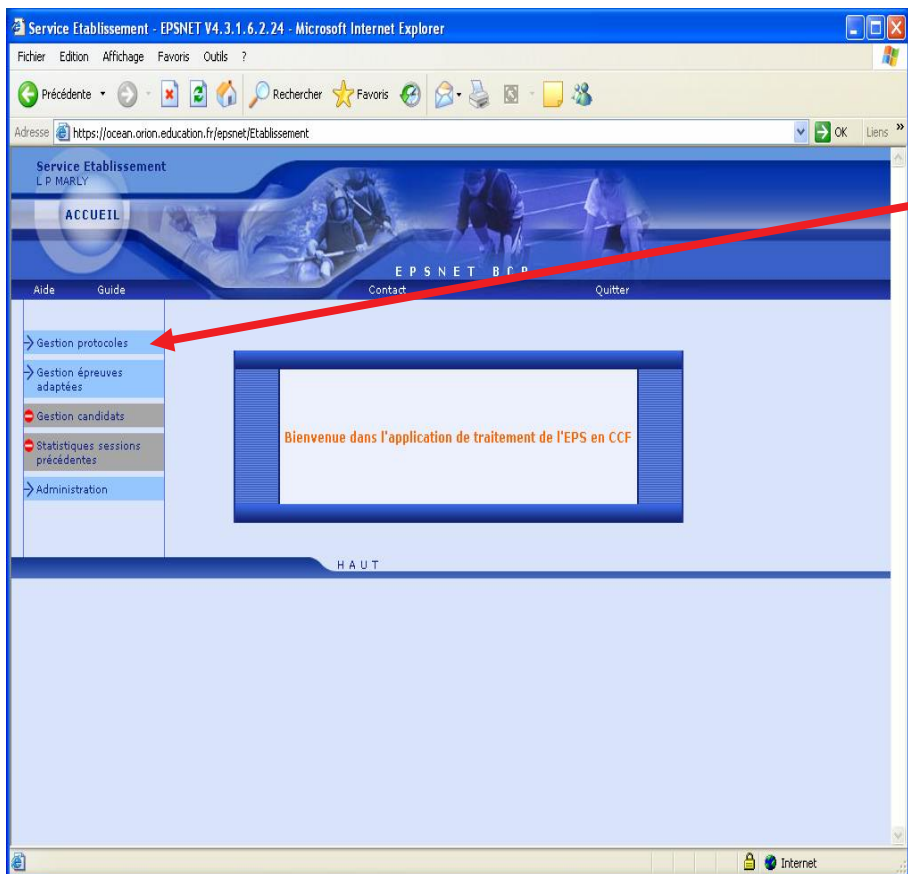 Service Etablissement - EPSNET V4.3.1.6.2.24 - Microsoft Internet Explorer
Fichier Edition Affichage Favoris Outils ?
Précédente Rechercher Favoris
Adresse https://ocean.orion.education.fr/epsnet/Etablissement OK Liens »
Service Etablissement
L P MARLY
ACCUEIL
EPSNET BCP
Aide Guide Contact Quitter
Gestion protocoles
Gestion épreuves
adaptées
Gestion candidats
Statistiques sessions
précédentes
Administration
Bienvenue dans l'application de traitement de l'EPS en CCF
HAUT
Internet